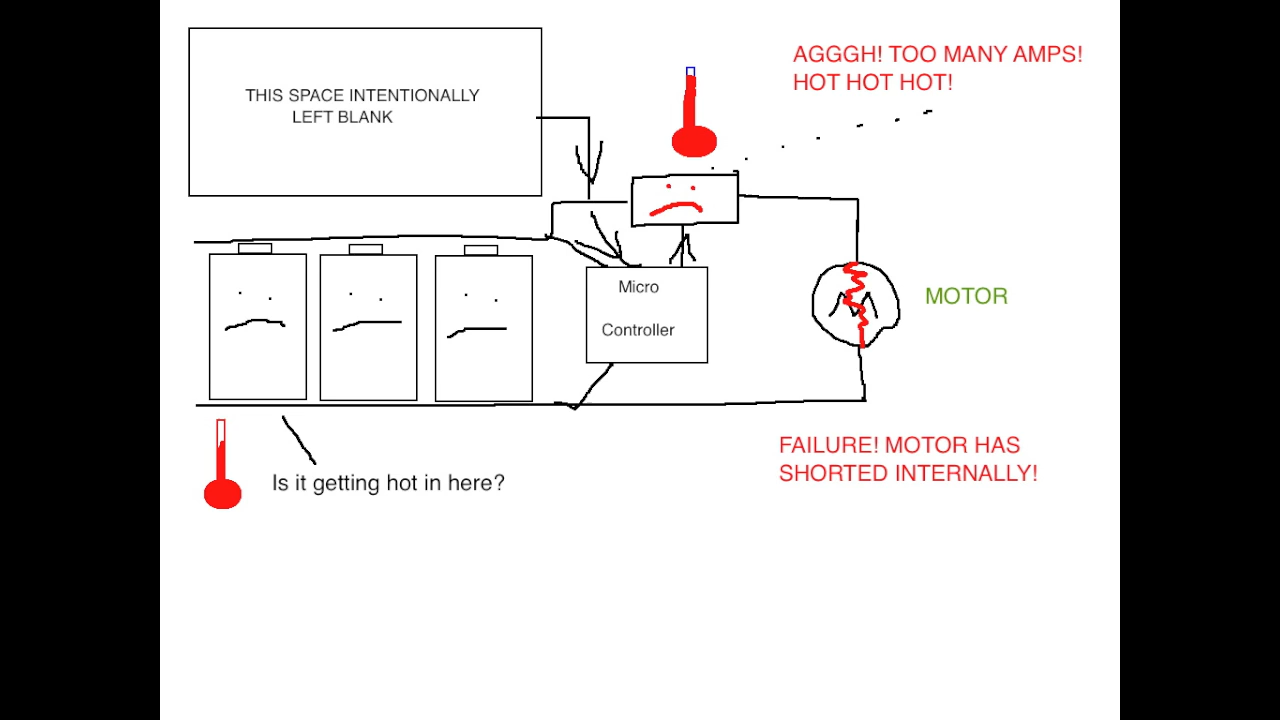 THIS SPACE INTENTIONALLY
LEFT BLANK
AGGGH! TOO MANY AMPS!
HOT HOT HOT!
Micro
Controller
M
MOTOR
FAILURE! MOTOR HAS
SHORTED INTERNALLY!
Is it getting hot in here?